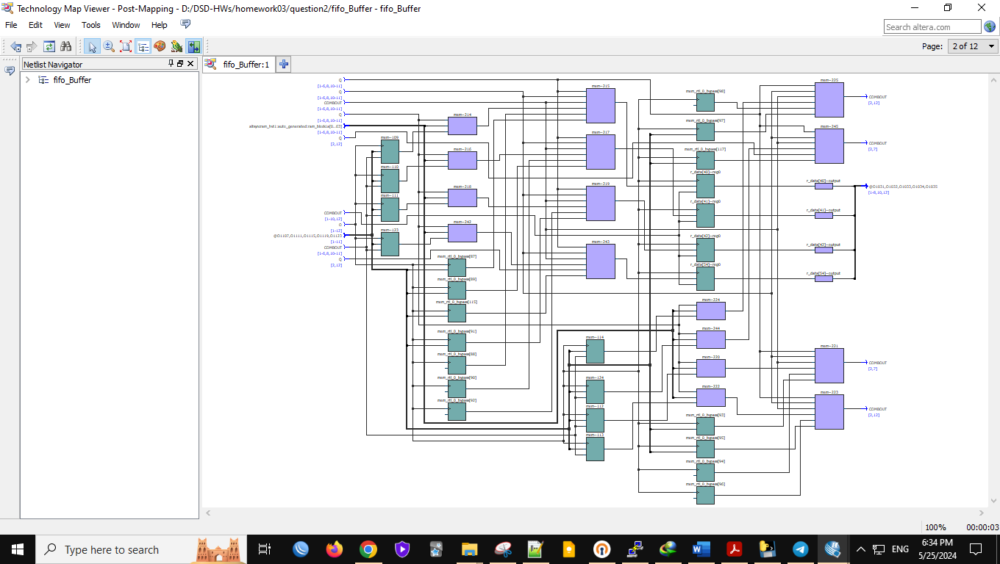 Technology Map Viewer - Post-Mapping - D:/DSD-HWs/homework03/question2/fifo_Buffer - fifo_Buffer
File Edit View Tools Window Help
Search altera.com
Page: 2 of 12
Netlist Navigator
fifo_Buffer
fifo_Buffer:1
Q
[1-6,8,10-11]
Q
[1-6,8,10-11]
COMBOUT
[1-6,8,10-11]
Q
[1-6,8,10-11]
altsyncram_hvt1:auto_generated:ram_block1a[0..63]
[1-6,8,10-11]
Q
[2,12]
COMBOUT
[1-10,12]
Q
[1-12]
@O1107,O1111,O1115,O1119,O1123
[1-11]
COMBOUT
[1-6,8,10-11]
Q
[2,12]
mem~109
mem~110
mem~111
mem~123
mem~214
mem~216
mem~218
mem~242
mem_rtl_0_bypass[87]
mem_rtl_0_bypass[89]
mem_rtl_0_bypass[115]
mem_rtl_0_bypass[91]
mem_rtl_0_bypass[88]
mem_rtl_0_bypass[90]
mem_rtl_0_bypass[92]
mem~215
mem~217
mem~219
mem~243
mem~114
mem~124
mem~112
mem~113
mem_rtl_0_bypass[98]
mem_rtl_0_bypass[97]
mem_rtl_0_bypass[117]
r_data[40]~reg0
r_data[41]~reg0
r_data[42]~reg0
r_data[54]~reg0
mem~224
mem~244
mem~220
mem~222
mem_rtl_0_bypass[93]
mem_rtl_0_bypass[95]
mem_rtl_0_bypass[94]
mem_rtl_0_bypass[96]
mem~225
mem~245
r_data[40]~output
r_data[41]~output
r_data[42]~output
r_data[54]~output
mem~221
mem~223
COMBOUT
[2,12]
COMBOUT
[2,7]
@O1031,O1032,O1033,O1034,O1035
[1-8,10,12]
COMBOUT
[2,7]
COMBOUT
[2,12]
100% 00:00:03
Type here to search
ENG
6:34 PM
5/25/2024